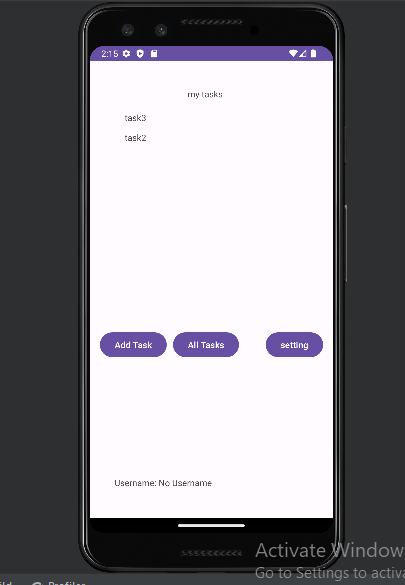 2:15
my tasks
task3
task2
Add Task All Tasks setting
Username: No Username
Activate Window
Go to Settings to activa
Profiler